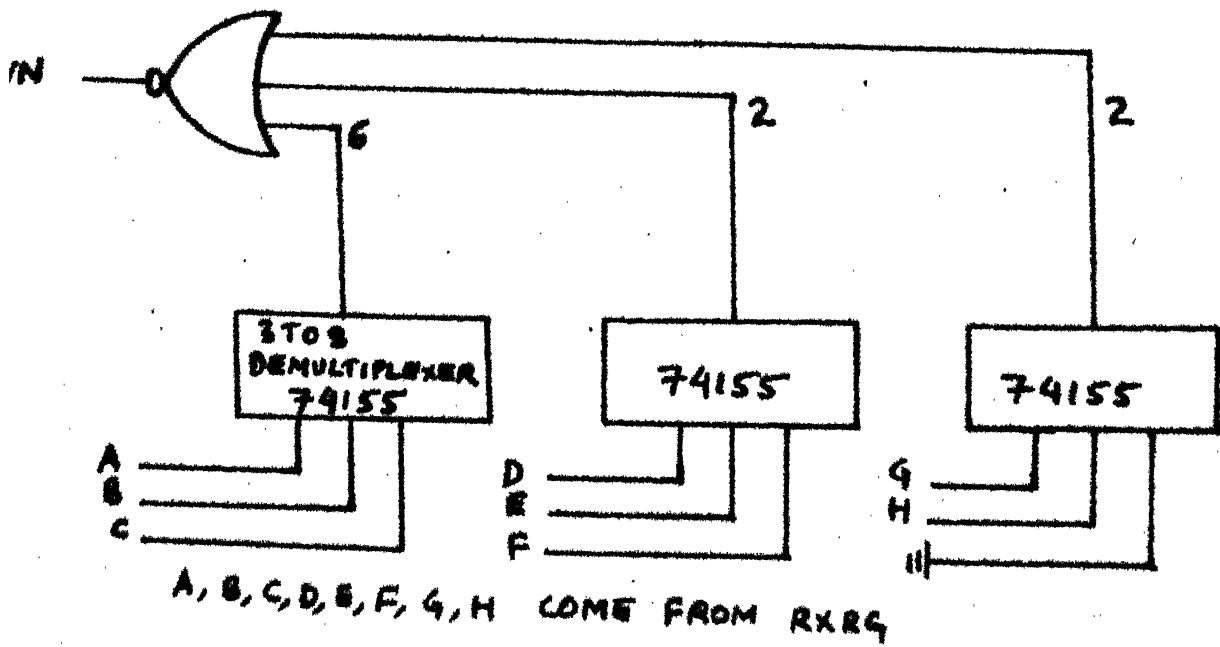 IN
2
2
6
3 TO 8
DEMULTIPLEXER
74155
74155
74155
A
B
C
D
E
F
G
H
A, B, C, D, E, F, G, H COME FROM RXRG